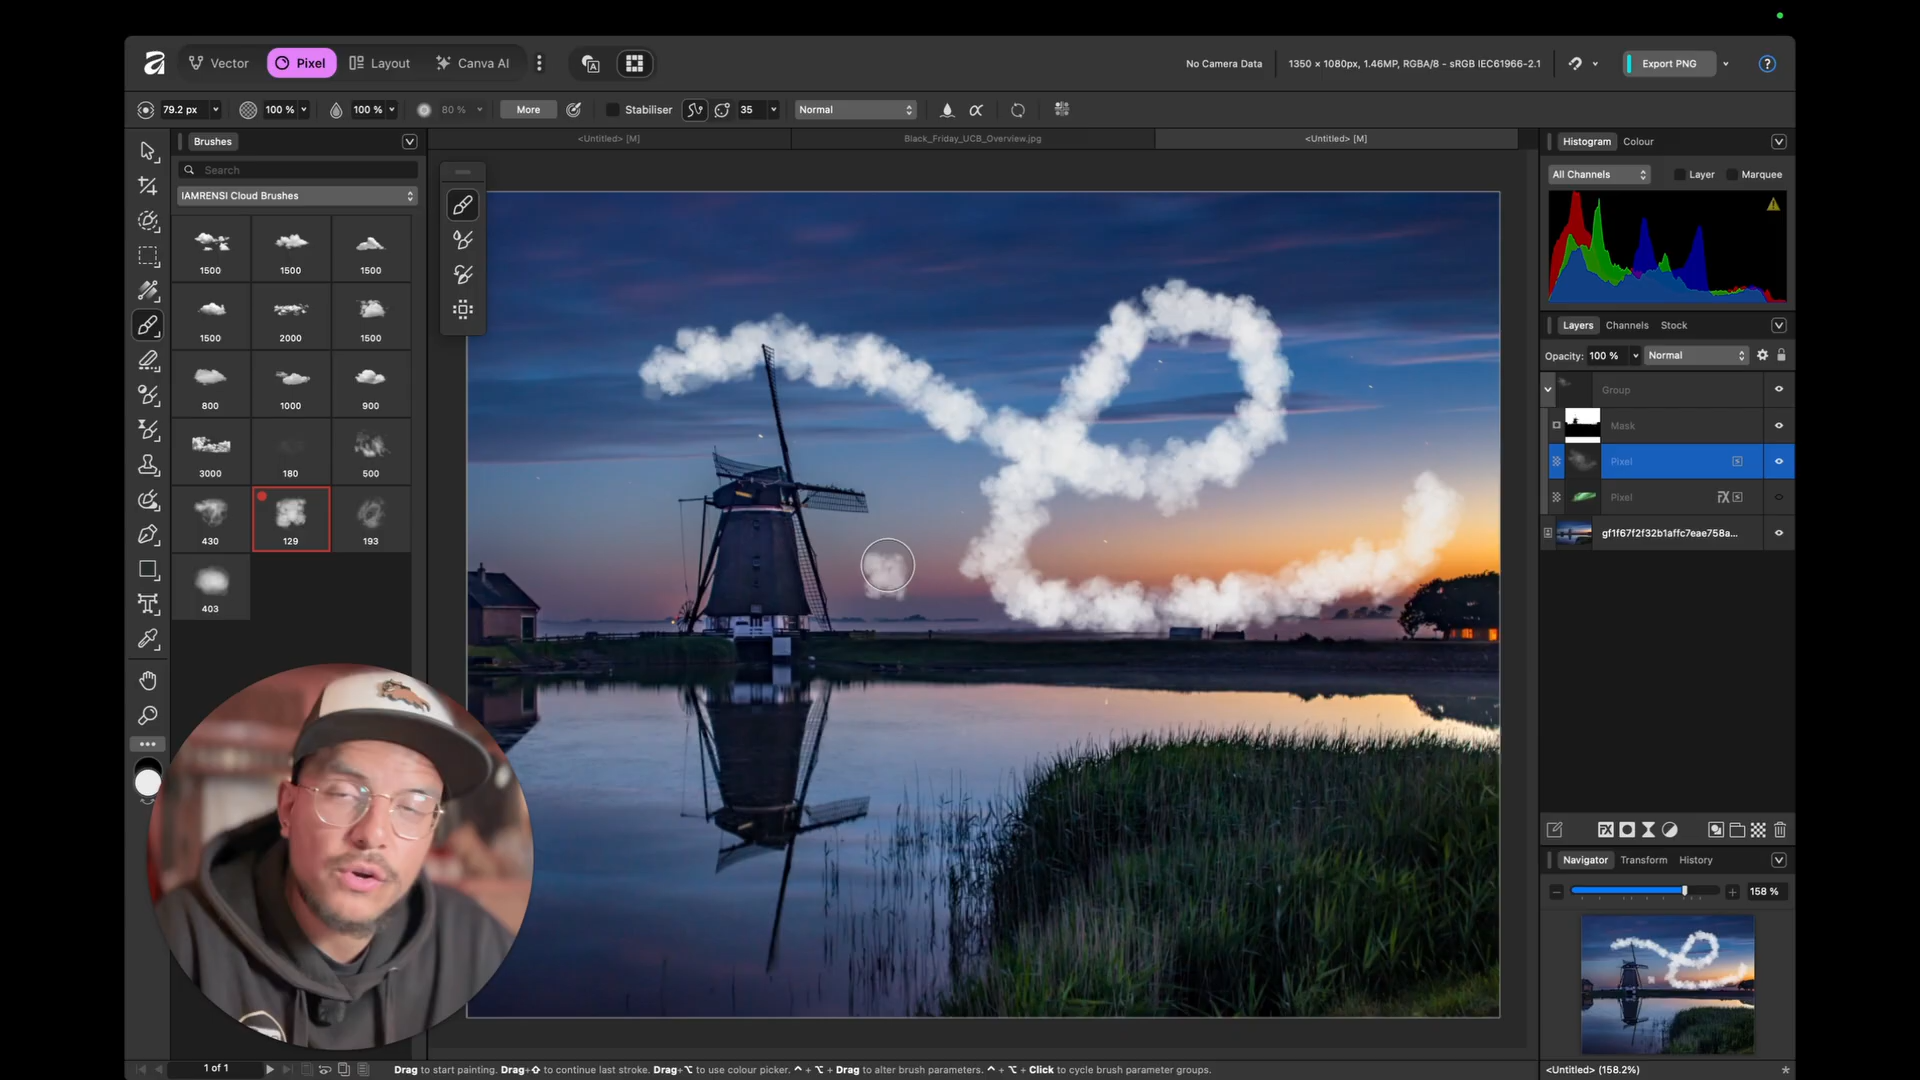 Vector
Pixel
Layout
Canva AI
No Camera Data
1350 × 1080px, 1.46MP, RGBA/8 - sRGB IEC61966-2.1
Export PNG
79.2 px
100 %
100 %
80 %
More
Stabiliser
35
Normal
Brushes
<Untitled> [M]
Black_Friday_UCB_Overview.jpg
<Untitled> [M]
Histogram
Colour
Search
IAMRENSI Cloud Brushes
All Channels
Layer
Marquee
1500
1500
1500
1500
2000
1500
800
1000
900
3000
180
500
430
129
193
403
Layers
Channels
Stock
Opacity: 100 %
Normal
Group
Mask
Pixel
Pixel
FX
gf1f67f2f32b1affc7eae758a...
FX
Navigator
Transform
History
158 %
1 of 1
Drag to start painting. Drag+⇧ to continue last stroke. Drag+⌥ to use colour picker. ⌃ + ⌥ + Drag to alter brush parameters. ⌃ + ⌥ + Click to cycle brush parameter groups.
<Untitled> (158.2%)